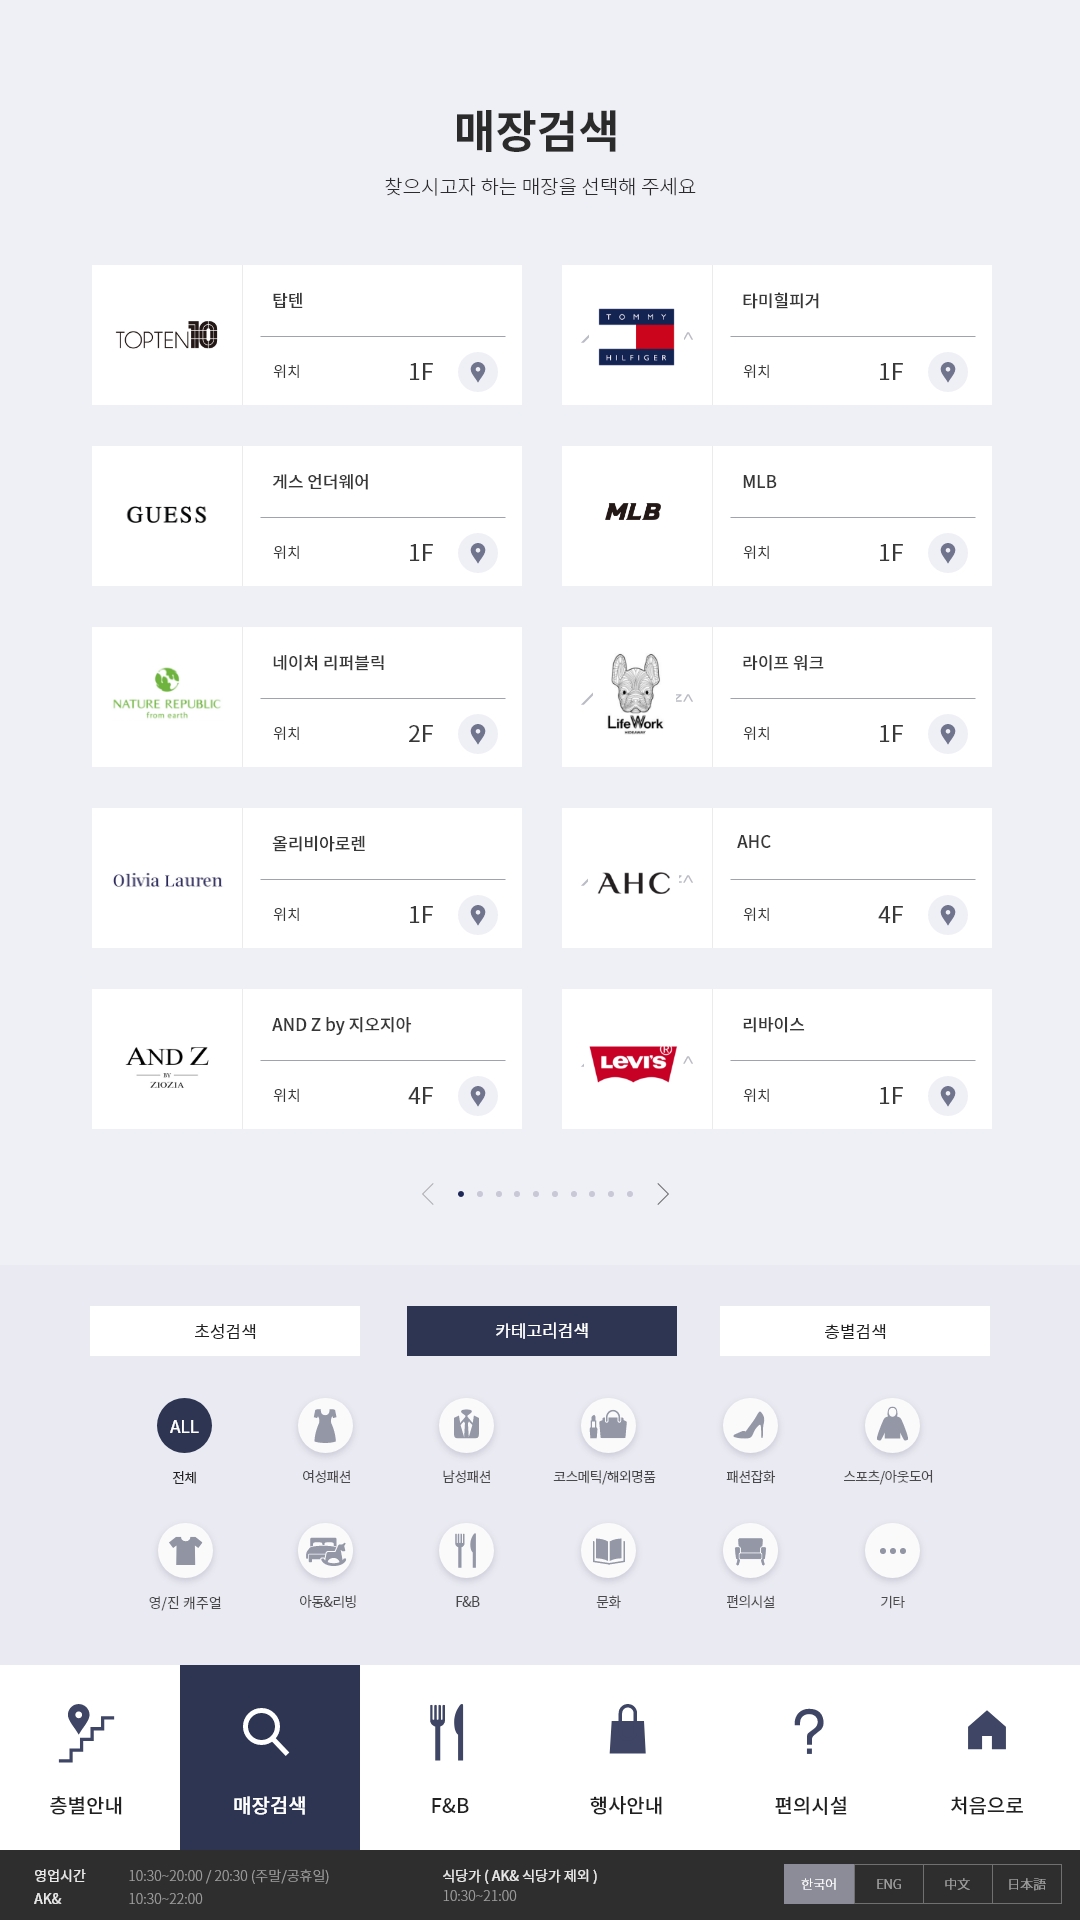 매장검색
찾으시고자 하는 매장을 선택해 주세요
TOPTEN10
탑텐
위치 1F
TOMMY
HILFIGER
타미힐피거
위치 1F
GUESS
게스 언더웨어
위치 1F
MLB
MLB
위치 1F
NATURE REPUBLIC
from earth
네이처 리퍼블릭
위치 2F
LifeWork
HIDEAWAY
라이프 워크
위치 1F
Olivia Lauren
올리비아로렌
위치 1F
AHC
AHC
위치 4F
AND Z
BY
ZIOZIA
AND Z by 지오지아
위치 4F
LEVI'S®
리바이스
위치 1F
초성검색 카테고리검색 층별검색
ALL
전체 여성패션 남성패션 코스메틱/해외명품 패션잡화 스포츠/아웃도어
영/진 캐주얼 아동&리빙 F&B 문화 편의시설 기타
층별안내 매장검색 F&B 행사안내 편의시설 처음으로
영업시간 10:30~20:00 / 20:30 (주말/공휴일)
AK& 10:30~22:00
식당가 ( AK& 식당가 제외 )
10:30~21:00
한국어 ENG 中文 日本語